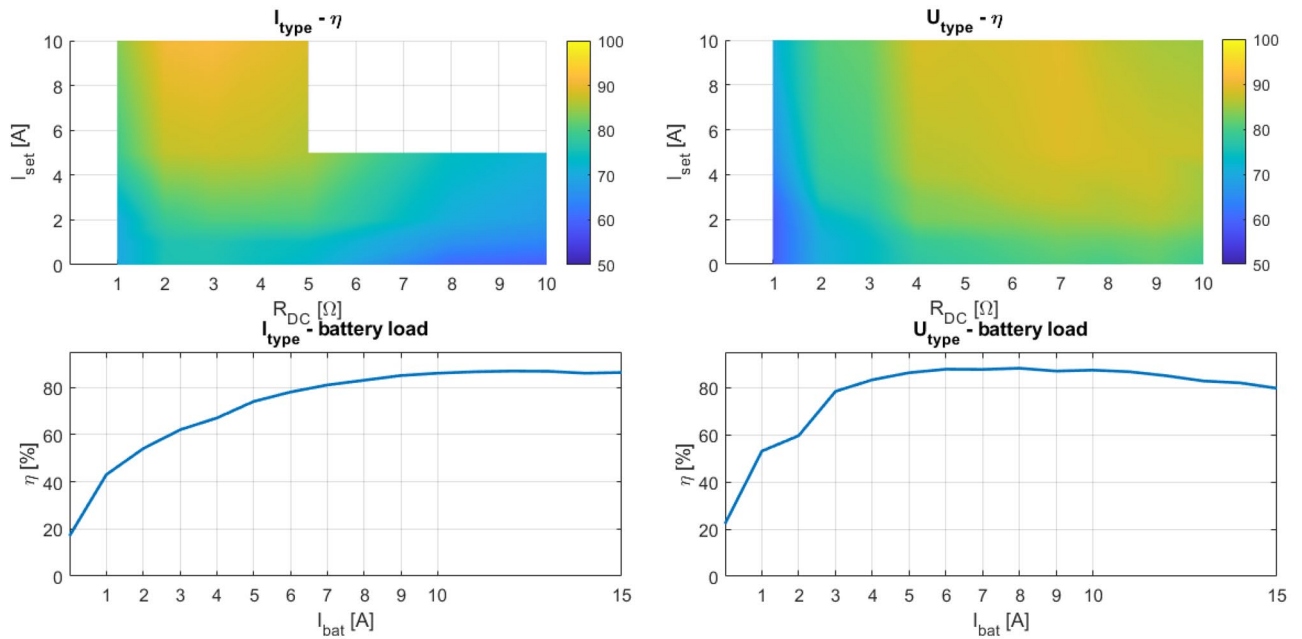 I_type - η
10
8
6
4
2
0
I_set [A]
1 2 3 4 5 6 7 8 9 10
R_DC [Ω]
100
90
80
70
60
50
U_type - η
10
8
6
4
2
0
I_set [A]
1 2 3 4 5 6 7 8 9 10
R_DC [Ω]
100
90
80
70
60
50
I_type - battery load
80
60
40
20
0
η [%]
1 2 3 4 5 6 7 8 9 10 15
I_bat [A]
U_type - battery load
80
60
40
20
0
η [%]
1 2 3 4 5 6 7 8 9 10 15
I_bat [A]